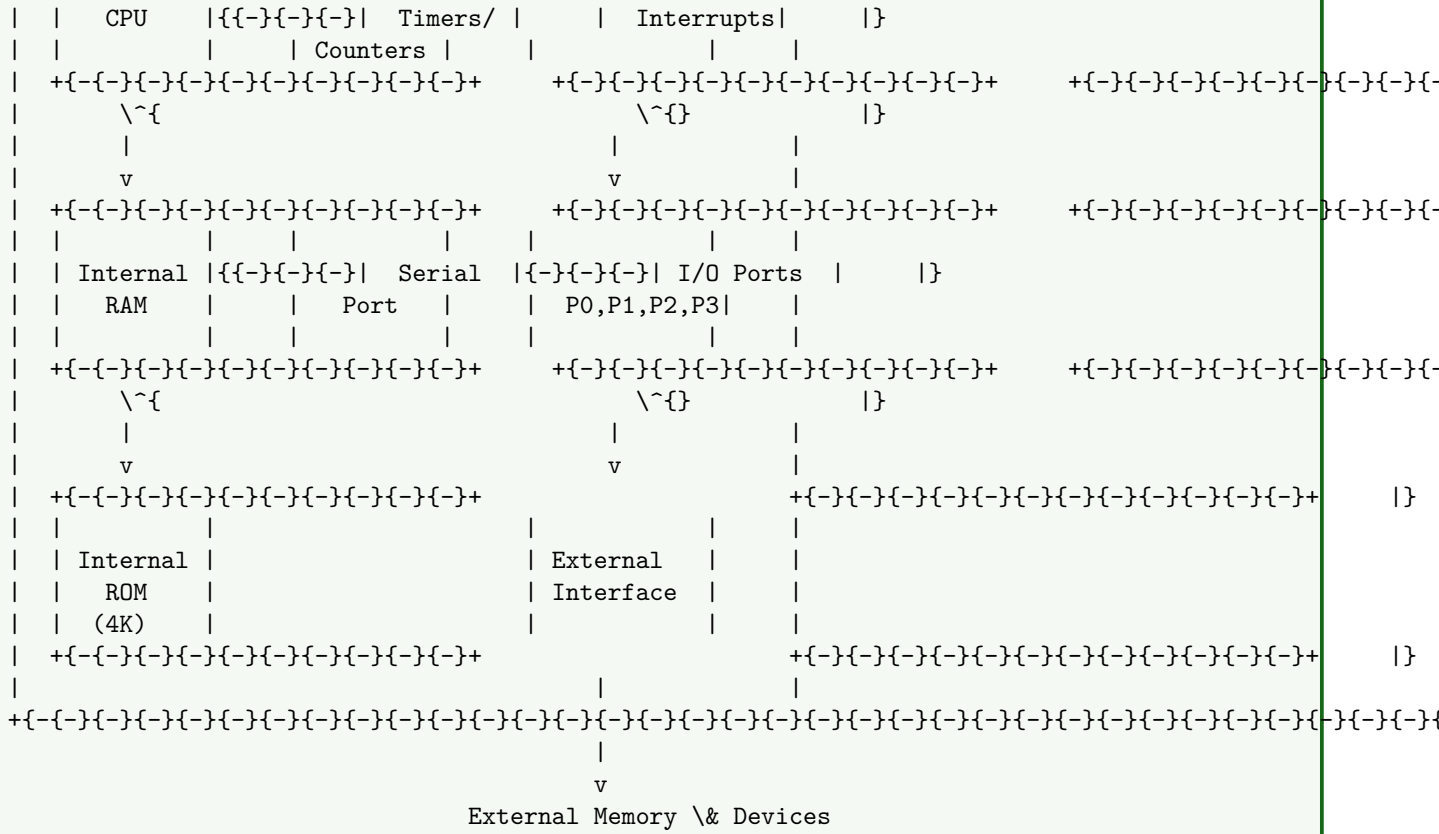 |  |   CPU    |{{-}{-}{-}|  Timers/ |     |  Interrupts|     |}
|  |          |     | Counters |     |            |     |
|  +{-{-}{-}{-}{-}{-}{-}{-}{-}{-}+     +{-}{-}{-}{-}{-}{-}{-}{-}{-}{-}+     +{-}{-}{-}{-}{-}{-}{-}{-
|       \^{                                  \^{}            |}
|       |                                  |            |
|       v                                  v            |
|  +{-{-}{-}{-}{-}{-}{-}{-}{-}{-}+     +{-}{-}{-}{-}{-}{-}{-}{-}{-}{-}+     +{-}{-}{-}{-}{-}{-}{-}{-
|  |          |     |          |     |            |     |
|  | Internal |{{-}{-}{-}|  Serial  |{-}{-}{-}| I/O Ports  |     |}
|  |   RAM    |     |   Port   |     |  P0,P1,P2,P3|    |
|  |          |     |          |     |            |     |
|  +{-{-}{-}{-}{-}{-}{-}{-}{-}{-}+     +{-}{-}{-}{-}{-}{-}{-}{-}{-}{-}+     +{-}{-}{-}{-}{-}{-}{-}{-
|       \^{                                  \^{}            |}
|       |                                  |            |
|       v                                  v            |
|  +{-{-}{-}{-}{-}{-}{-}{-}{-}{-}+                      +{-}{-}{-}{-}{-}{-}{-}{-}{-}{-}{-}{-}+     |}
|  |          |                      |            |     |
|  | Internal |                      | External   |     |
|  |   ROM    |                      | Interface  |     |
|  |  (4K)    |                      |            |     |
|  +{-{-}{-}{-}{-}{-}{-}{-}{-}{-}+                      +{-}{-}{-}{-}{-}{-}{-}{-}{-}{-}{-}{-}+     |}
|                                         |             |
+{-{-}{-}{-}{-}{-}{-}{-}{-}{-}{-}{-}{-}{-}{-}{-}{-}{-}{-}{-}{-}{-}{-}{-}{-}{-}{-}{-}{-}{-}{-}{-}{-}{
|
v
External Memory \& Devices